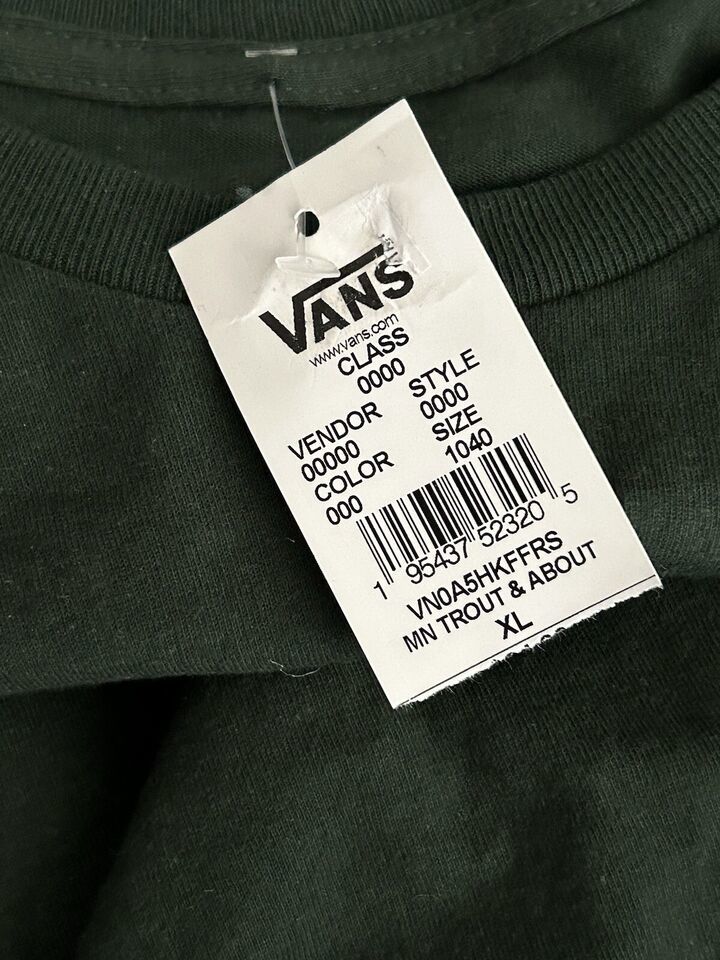 VANS
www.vans.com
CLASS
0000
VENDOR STYLE
00000 0000
COLOR SIZE
000 1040
1 95437 52320 5
VN0A5HKFFRS
MN TROUT & ABOUT
XL